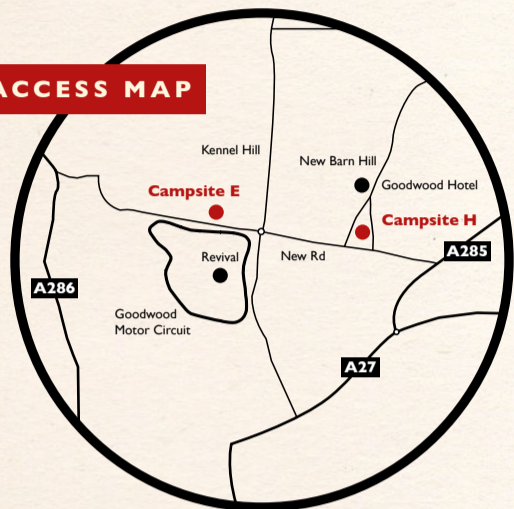 ACCESS MAP
Kennel Hill
New Barn Hill
Campsite E
Goodwood Hotel
Campsite H
Revival
New Rd
A285
A286
Goodwood
Motor Circuit
A27